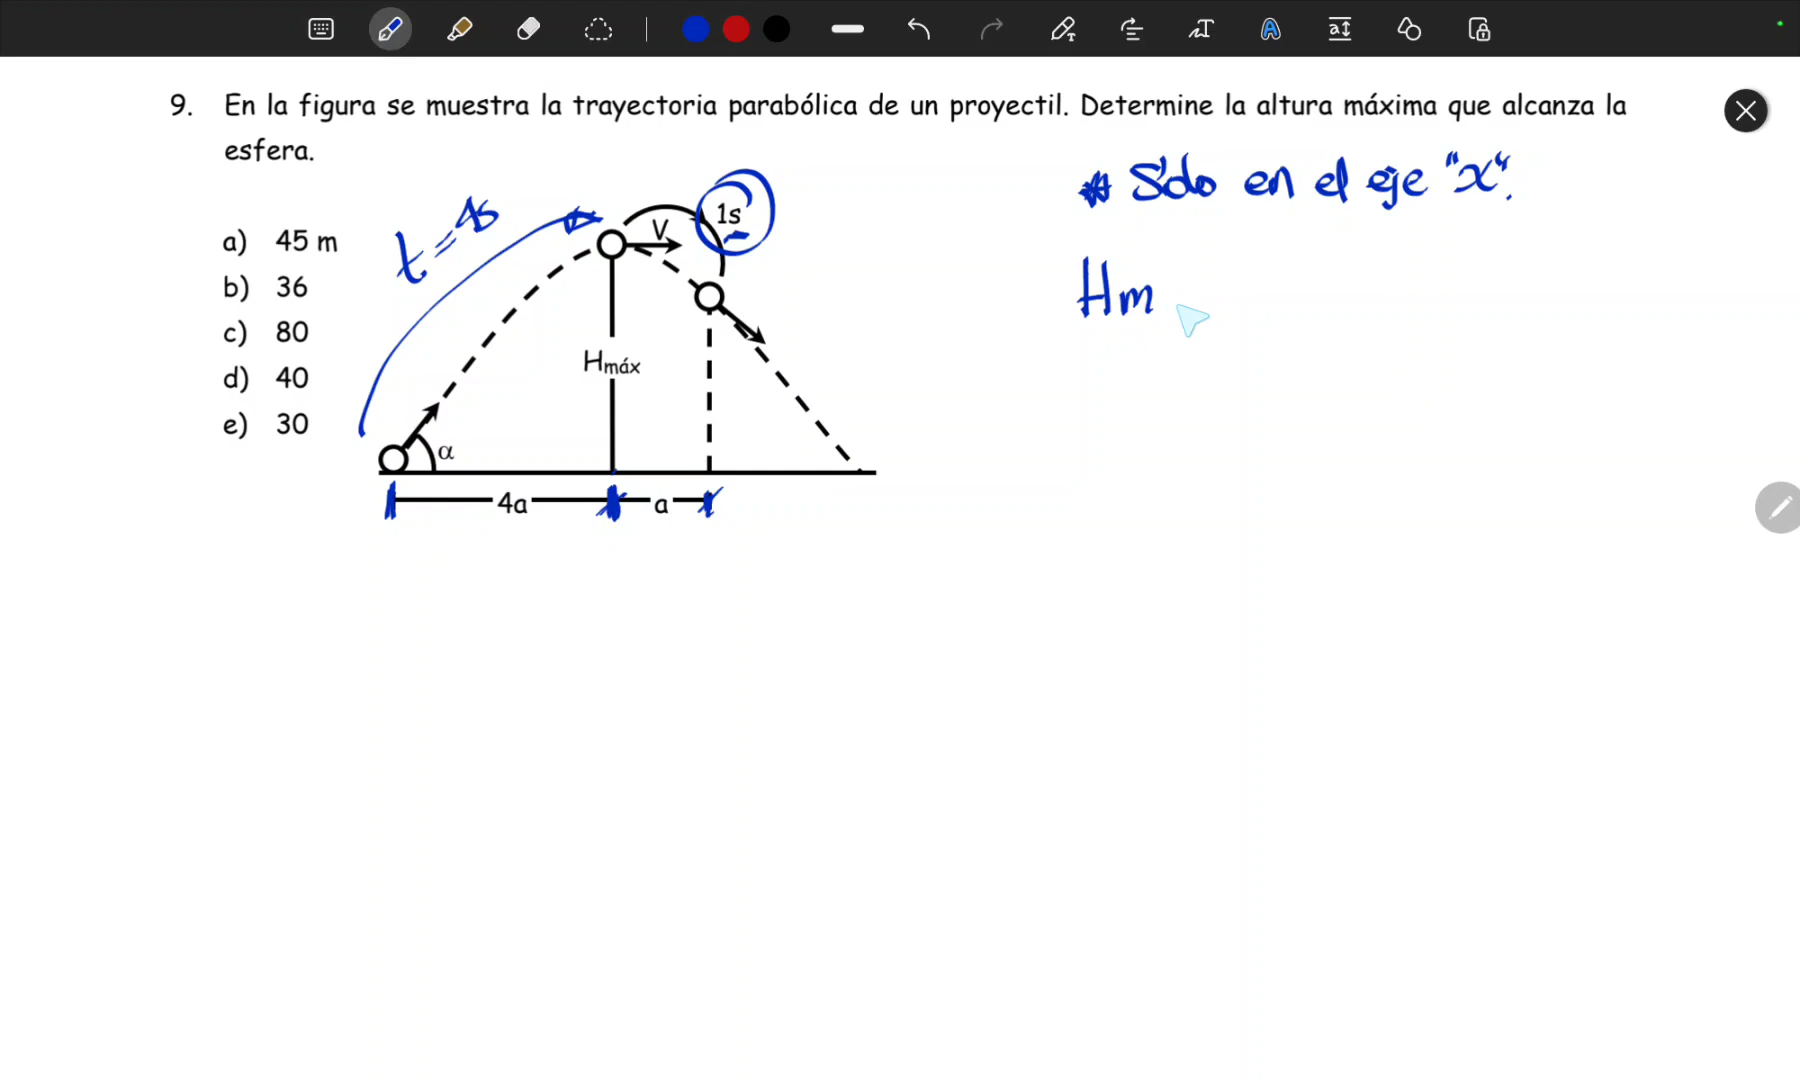 9. En la figura se muestra la trayectoria parabólica de un proyectil. Determine la altura máxima que alcanza la
esfera.
* Sólo en el eje "x".
a) 45 m
b) 36
c) 80
d) 40
e) 30
t = 4s
V
1s
Hm
Hmáx
α
4a
a